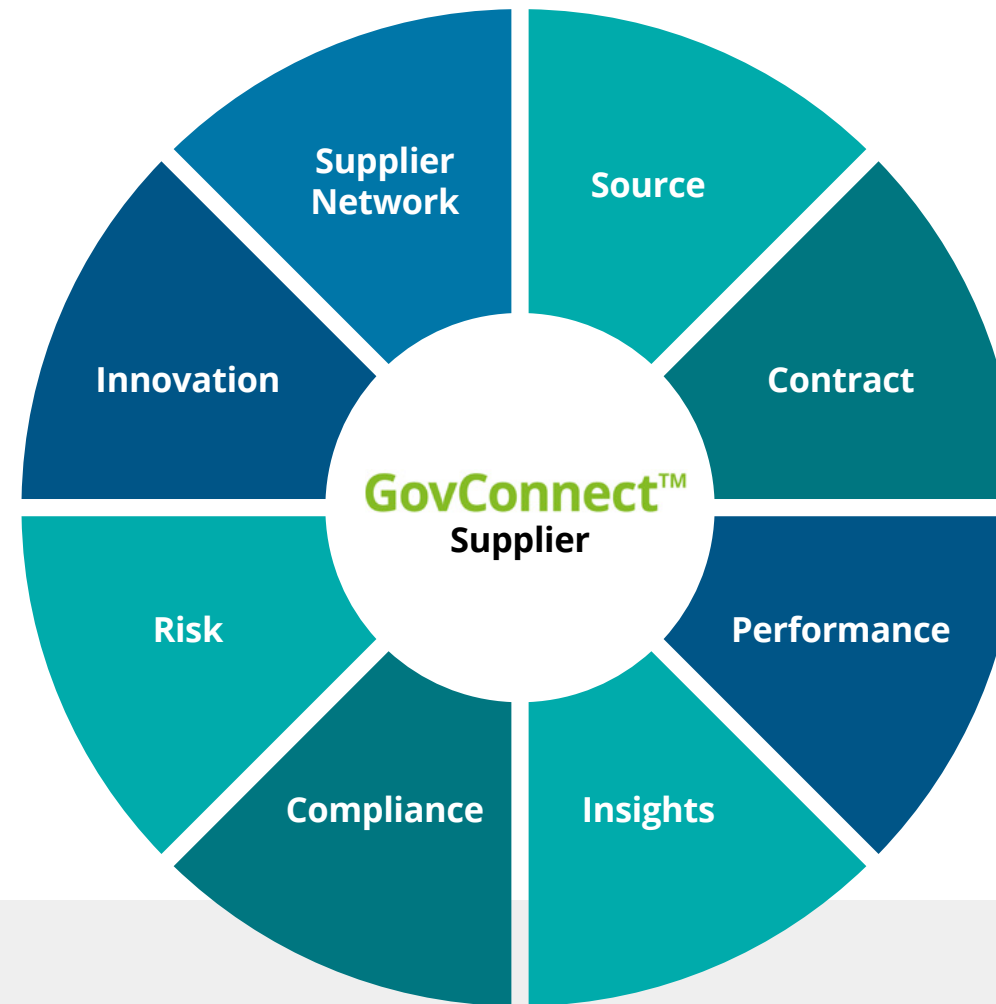 Supplier
Network
Source
Innovation
Contract
GovConnect™
Supplier
Risk
Performance
Compliance
Insights